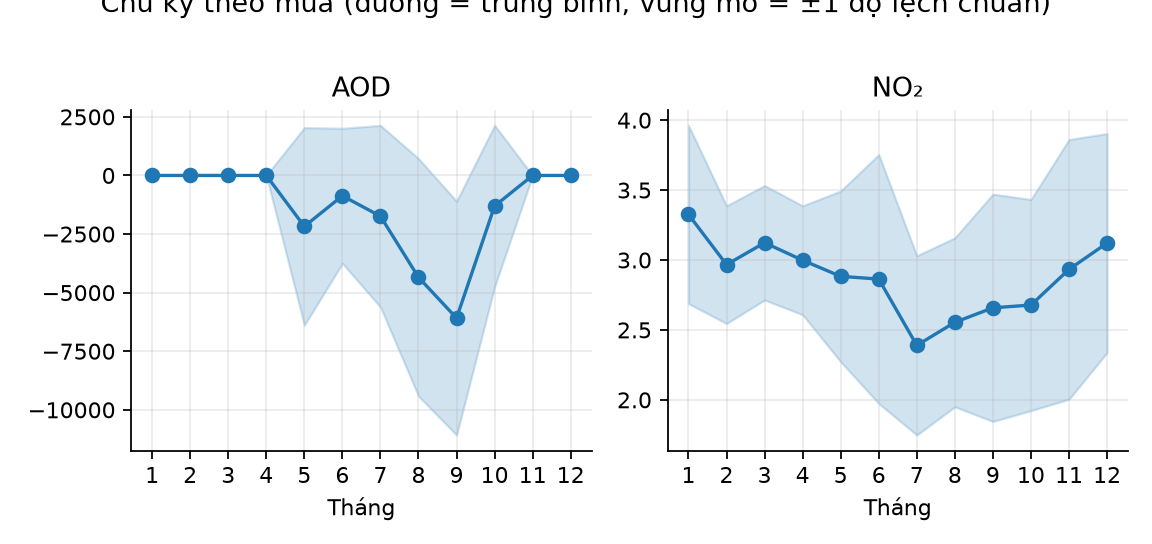 Chu kỳ theo mùa (đường = trung bình, vùng mờ = ±1 độ lệch chuẩn)
AOD
NO₂
2500
0
−2500
−5000
−7500
−10000
4.0
3.5
3.0
2.5
2.0
1 2 3 4 5 6 7 8 9 10 11 12
1 2 3 4 5 6 7 8 9 10 11 12
Tháng
Tháng